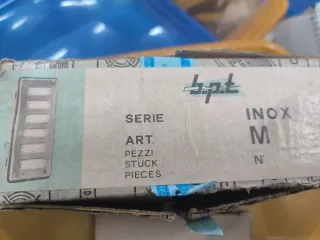 bpt
SERIE INOX
ART. M
PEZZI N°
STÜCK
PIECES